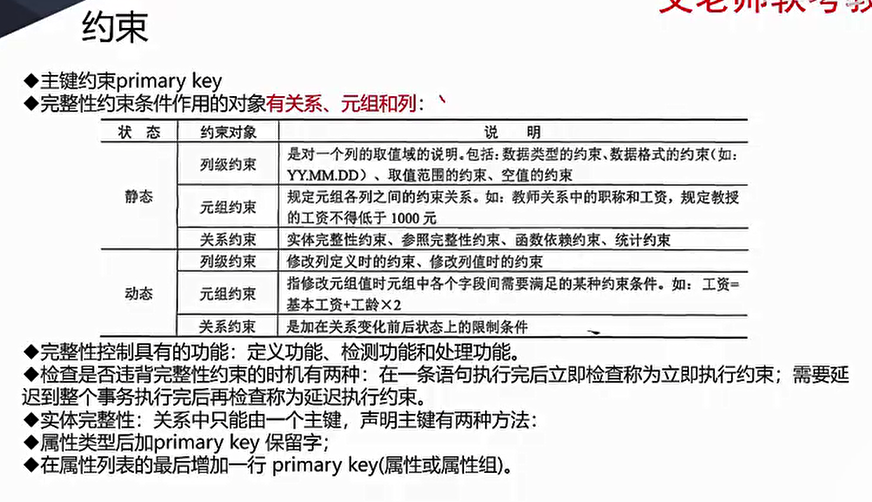 约束
文老师软考教
◆主键约束primary key
◆完整性约束条件作用的对象有关系、元组和列：
状态 约束对象 说明
静态 列级约束 是对一个列的取值域的说明。包括：数据类型的约束、数据格式的约束（如：
YY.MM.DD）、取值范围的约束、空值的约束
元组约束 规定元组各列之间的约束关系。如：教师关系中的职称和工资，规定教授
的工资不得低于 1000 元
关系约束 实体完整性约束、参照完整性约束、函数依赖约束、统计约束
动态 列级约束 修改列定义时的约束、修改列值时的约束
元组约束 指修改元组值时元组中各个字段间需要满足的某种约束条件。如：工资=
基本工资+工龄×2
关系约束 是加在关系变化前后状态上的限制条件
◆完整性控制具有的功能：定义功能、检测功能和处理功能。
◆检查是否违背完整性约束的时机有两种：在一条语句执行完后立即检查称为立即执行约束；需要延
迟到整个事务执行完后再检查称为延迟执行约束。
◆实体完整性：关系中只能由一个主键，声明主键有两种方法：
◆属性类型后加primary key 保留字；
◆在属性列表的最后增加一行 primary key(属性或属性组)。